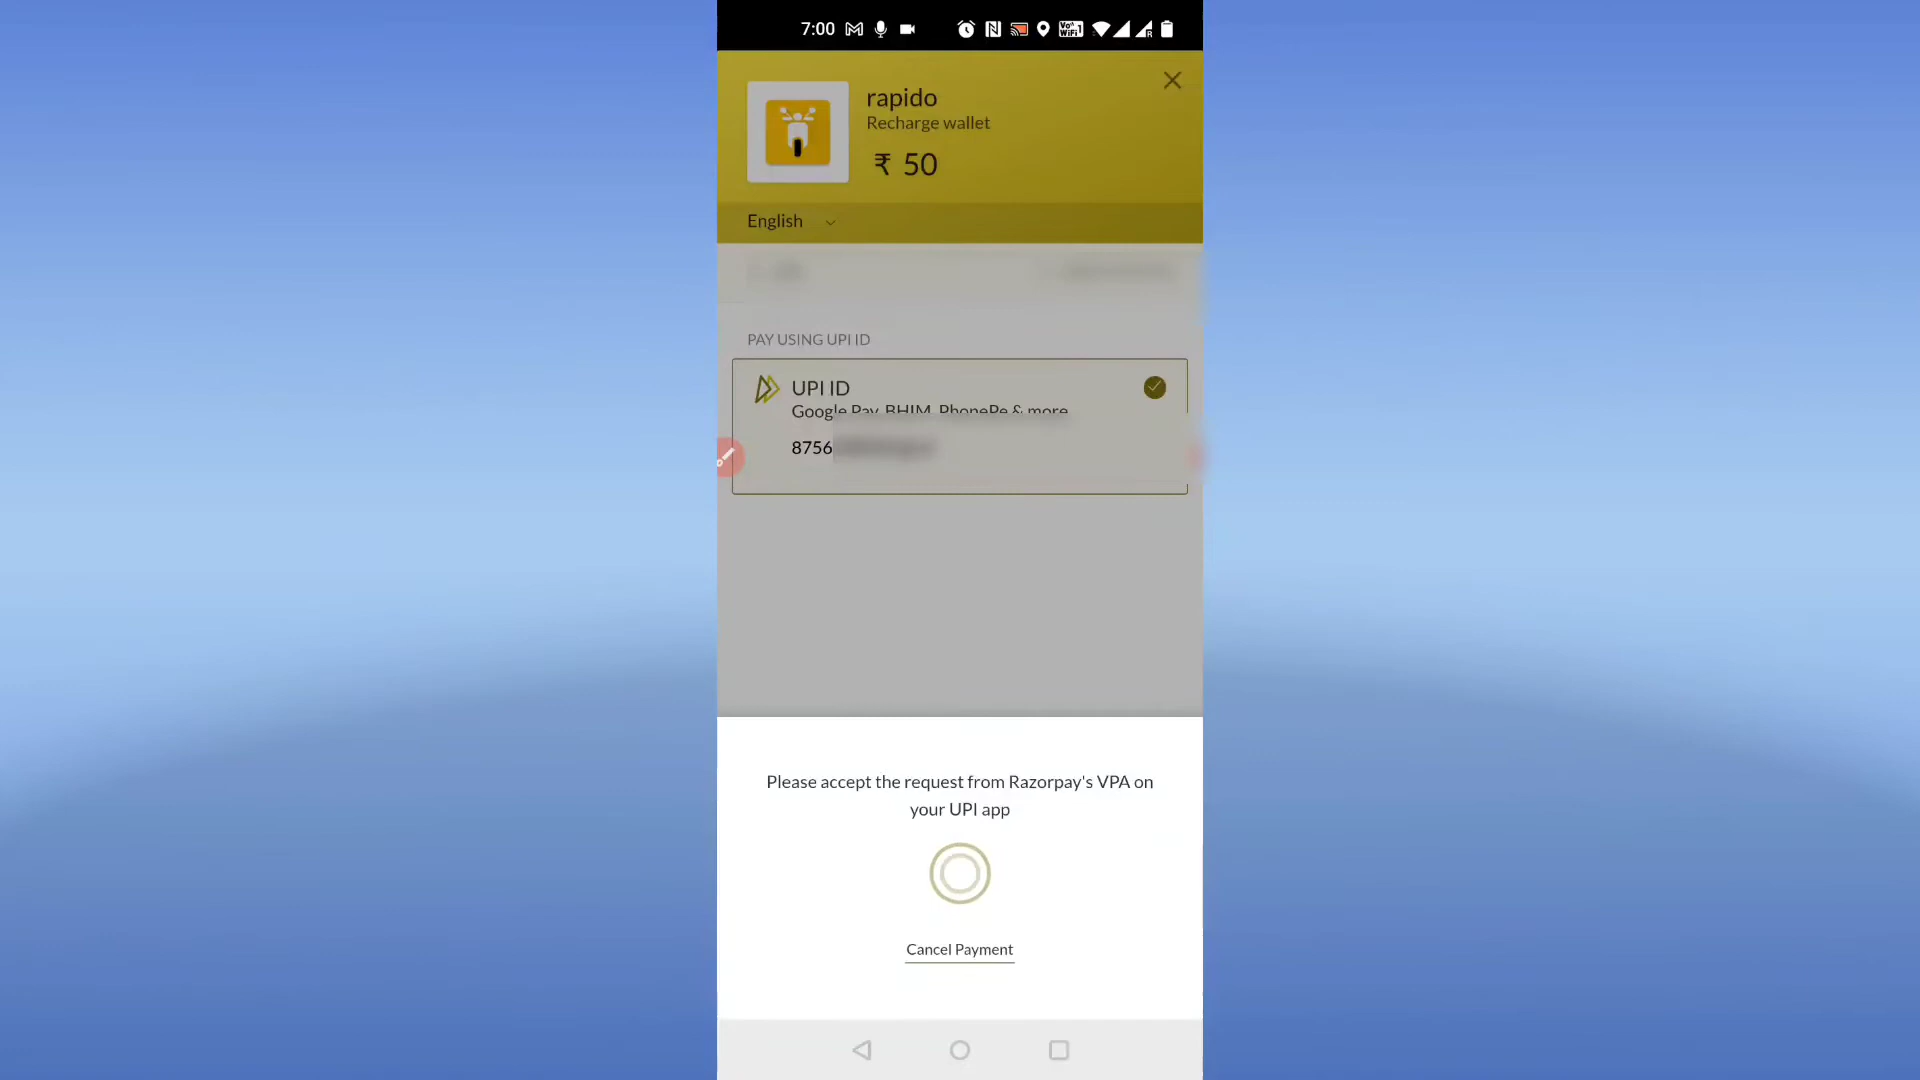 7:00
rapido
Recharge wallet
₹ 50
English
PAY USING UPI ID
UPI ID
Google Pay, BHIM, PhonePe & more
8756
Please accept the request from Razorpay's VPA on
your UPI app
Cancel Payment